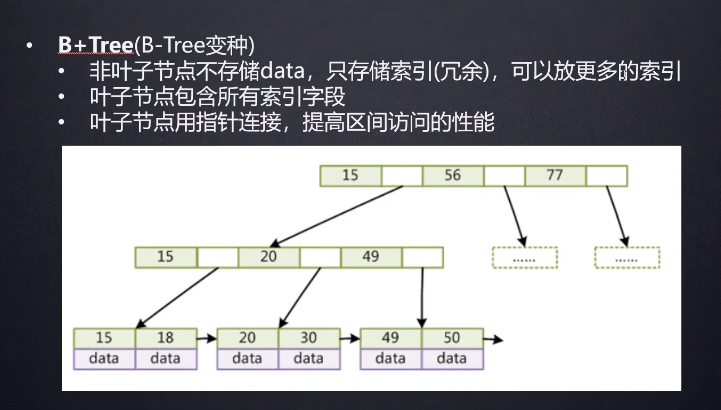 B+Tree(B-Tree变种)
非叶子节点不存储data，只存储索引(冗余)，可以放更多的索引
叶子节点包含所有索引字段
叶子节点用指针连接，提高区间访问的性能
15 56 77
15 20 49
...... ......
15 18 20 30 49 50
data data data data data data